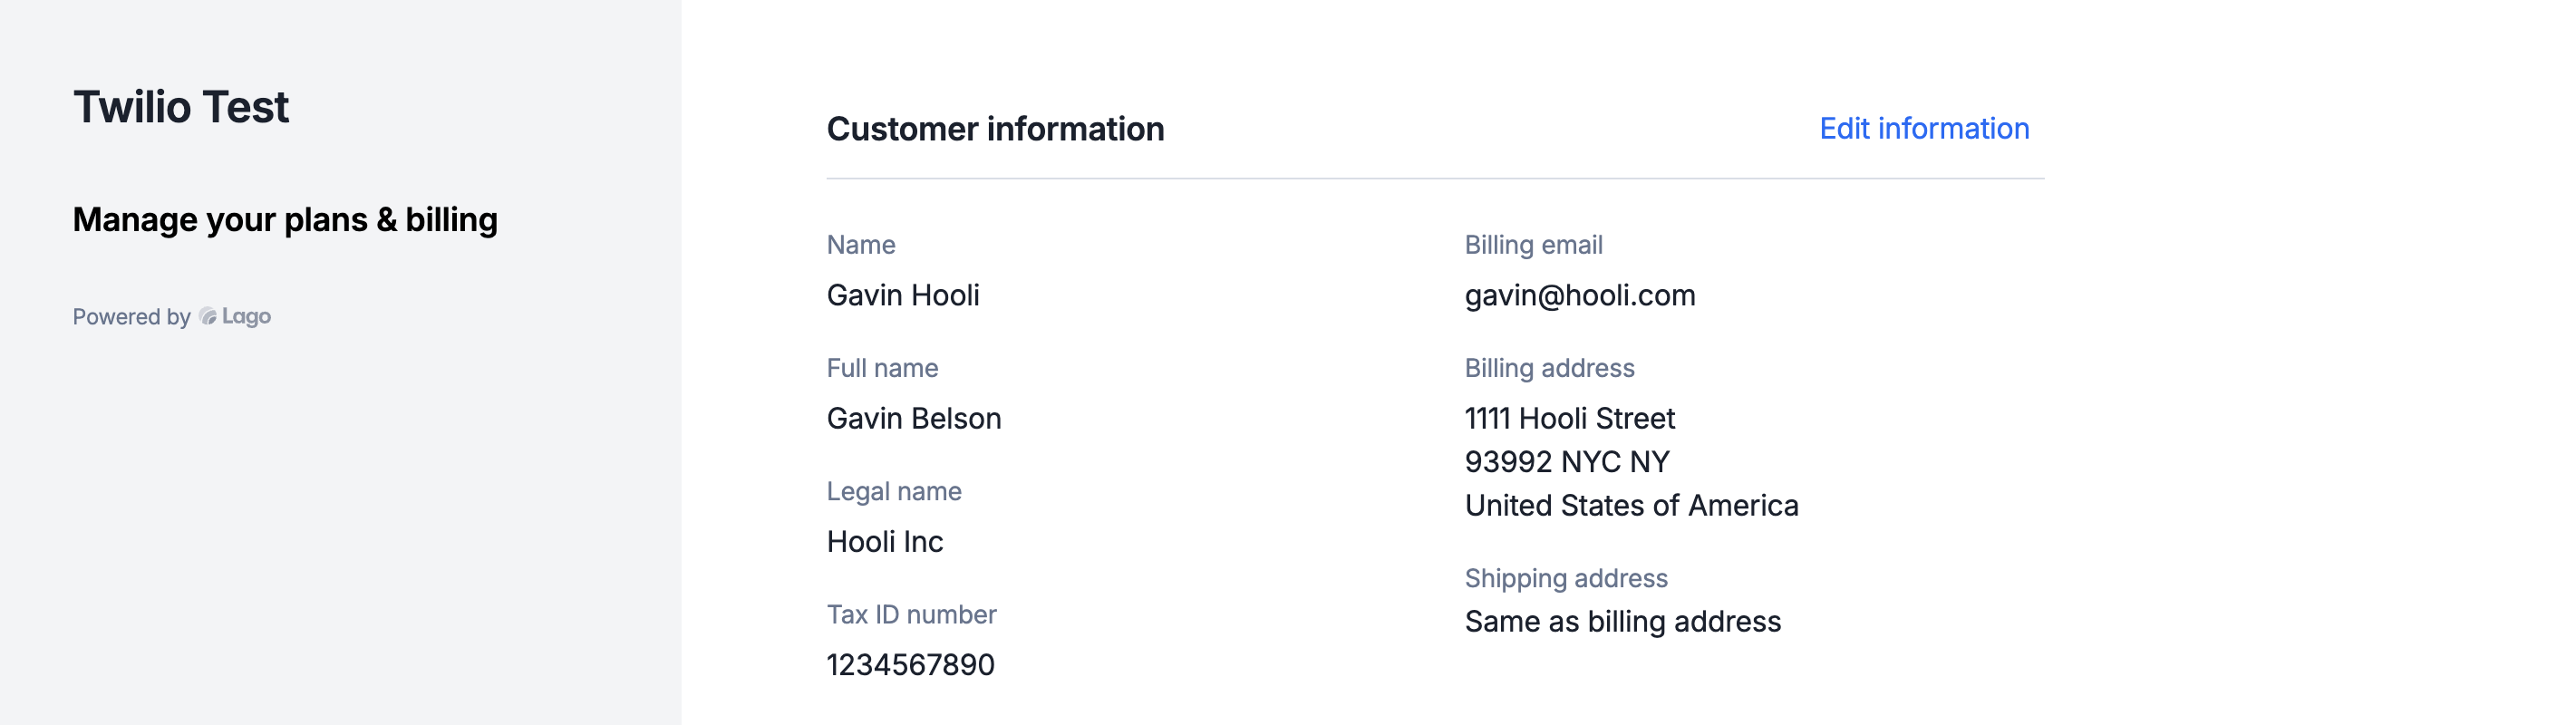 Twilio Test
Manage your plans & billing
Powered by Lago
Customer information
Edit information
Name
Gavin Hooli
Full name
Gavin Belson
Legal name
Hooli Inc
Tax ID number
1234567890
Billing email
gavin@hooli.com
Billing address
1111 Hooli Street
93992 NYC NY
United States of America
Shipping address
Same as billing address